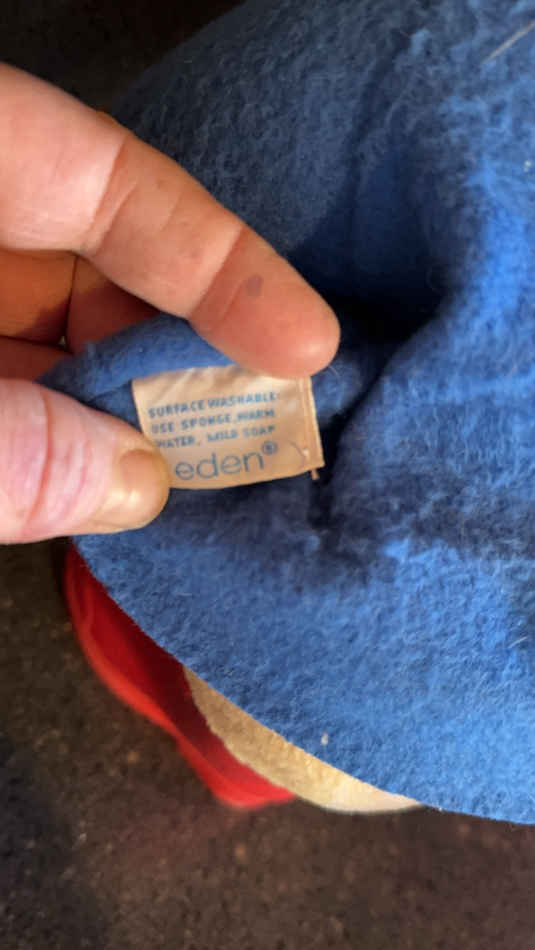 SURFACE WASHABLE:
USE SPONGE, WARM
WATER, MILD SOAP
eden®